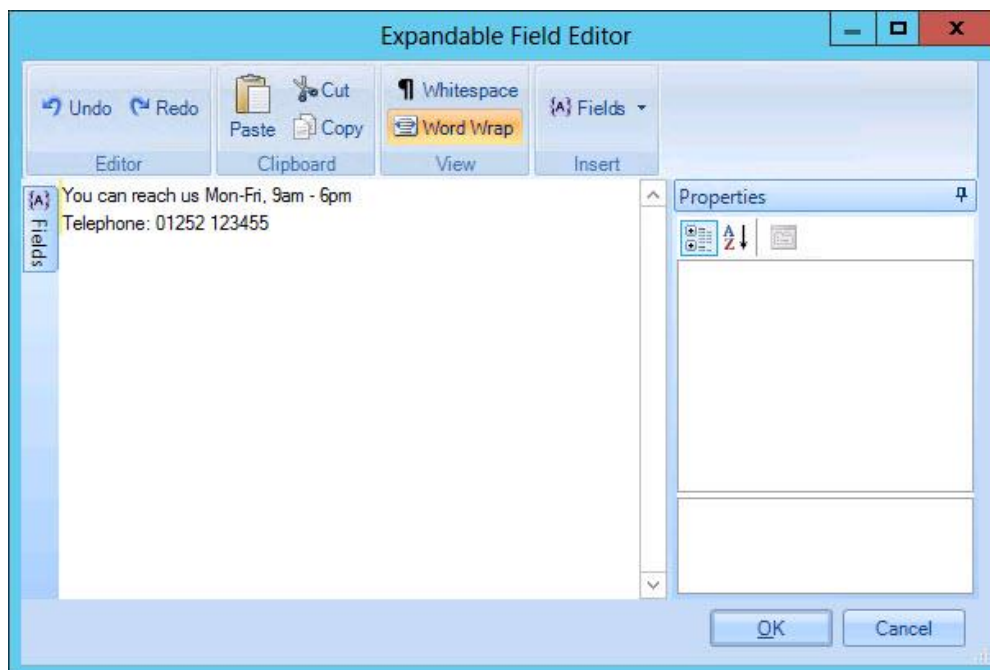 Expandable Field Editor
Undo Redo
Paste
Cut
Copy
Whitespace
Word Wrap
{A} Fields
Editor Clipboard View Insert
{A} Fields
You can reach us Mon-Fri, 9am - 6pm
Telephone: 01252 123455
Properties
A
Z
OK Cancel